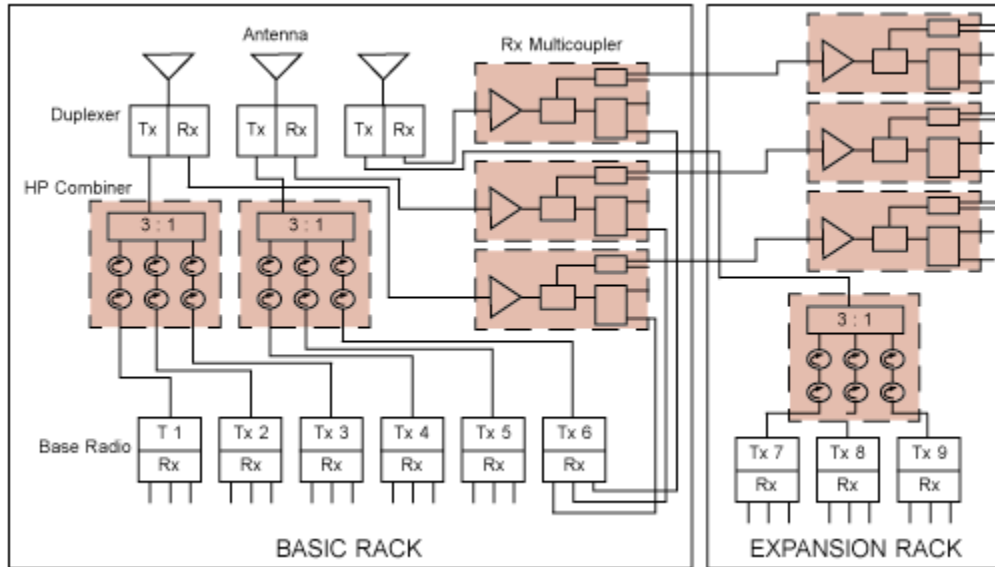 Antenna
Rx Multicoupler
Duplexer
Tx Rx
Tx Rx
Tx Rx
HP Combiner
3 : 1
3 : 1
3 : 1
Base Radio
T 1
Rx
Tx 2
Rx
Tx 3
Rx
Tx 4
Rx
Tx 5
Rx
Tx 6
Rx
Tx 7
Rx
Tx 8
Rx
Tx 9
Rx
BASIC RACK
EXPANSION RACK